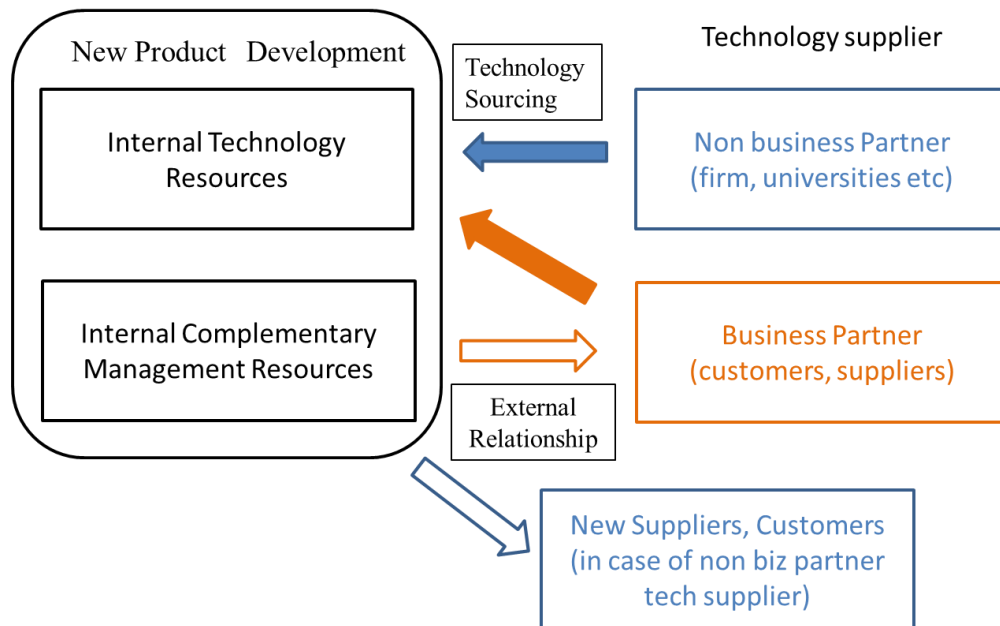 New Product Development
Internal Technology
Resources
Internal Complementary
Management Resources
Technology
Sourcing
External
Relationship
Technology supplier
Non business Partner
(firm, universities etc)
Business Partner
(customers, suppliers)
New Suppliers, Customers
(in case of non biz partner
tech supplier)